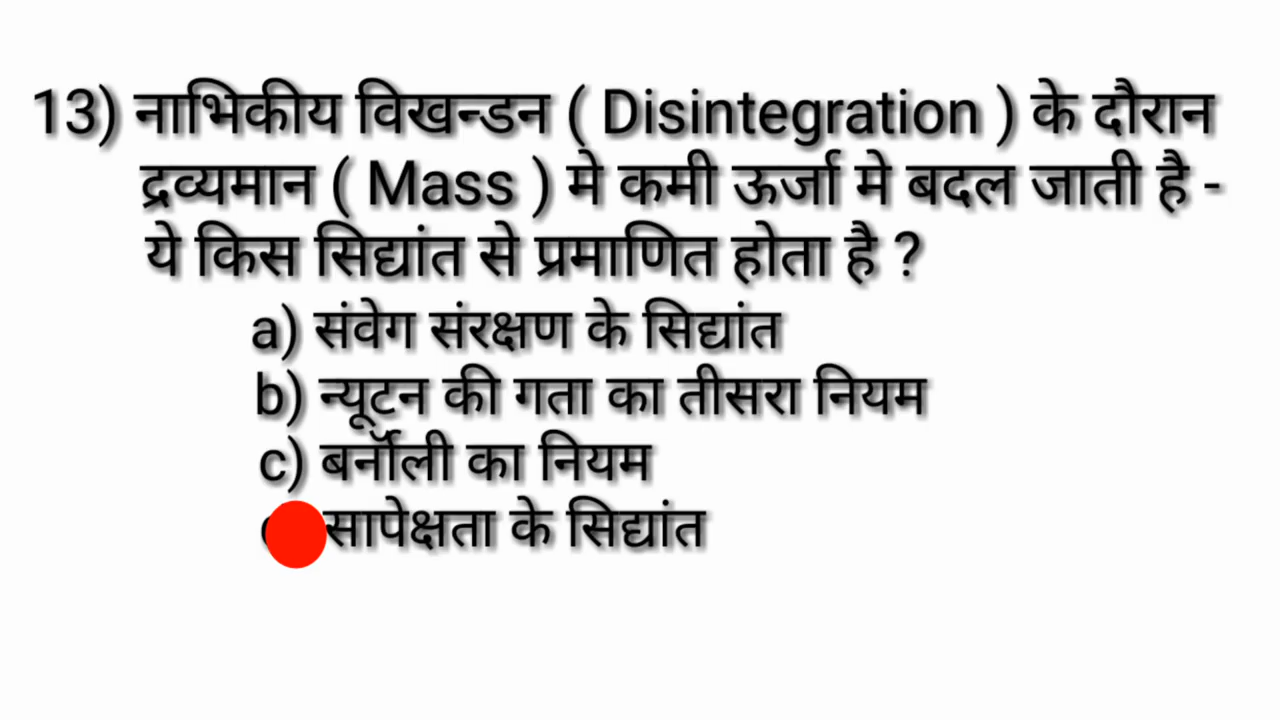 13) नाभिकीय विखन्डन ( Disintegration ) के दौरान
द्रव्यमान ( Mass ) मे कमी ऊर्जा मे बदल जाती है -
ये किस सिद्यांत से प्रमाणित होता है ?
a) संवेग संरक्षण के सिद्यांत
b) न्यूटन की गता का तीसरा नियम
c) बर्नोंली का नियम
सापेक्षता के सिद्यांत